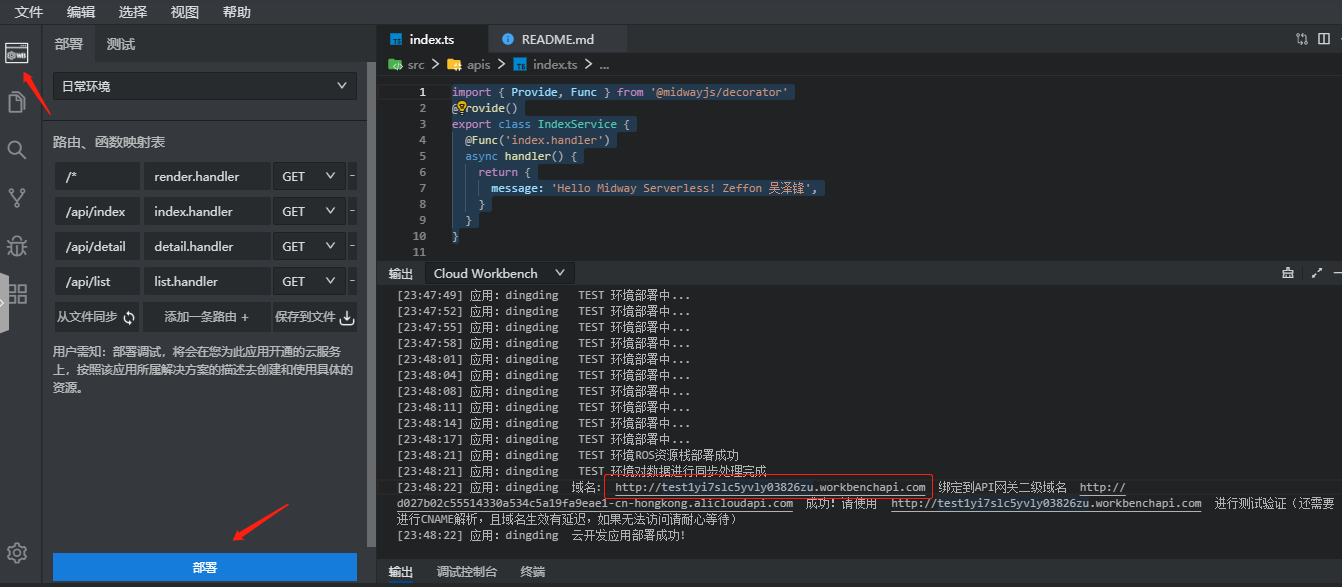 文件 编辑 选择 视图 帮助
部署 测试
日常环境
路由、函数映射表
/* render.handler GET -
/api/index index.handler GET -
/api/detail detail.handler GET -
/api/list list.handler GET -
从文件同步 添加一条路由 + 保存到文件
用户需知：部署调试，将会在您为此应用开通的云服务
上，按照该应用所属解决方案的描述去创建和使用具体的
资源。
部署
index.ts README.md
src > apis > index.ts > ...
1 import { Provide, Func } from '@midwayjs/decorator'
2 @Provide()
3 export class IndexService {
4 @Func('index.handler')
5 async handler() {
6 return {
7 message: 'Hello Midway Serverless! Zeffon 吴泽锋',
8 }
9 }
10 }
11
输出 Cloud Workbench
[23:47:49] 应用: dingding TEST 环境部署中...
[23:47:52] 应用: dingding TEST 环境部署中...
[23:47:55] 应用: dingding TEST 环境部署中...
[23:47:58] 应用: dingding TEST 环境部署中...
[23:48:01] 应用: dingding TEST 环境部署中...
[23:48:04] 应用: dingding TEST 环境部署中...
[23:48:08] 应用: dingding TEST 环境部署中...
[23:48:11] 应用: dingding TEST 环境部署中...
[23:48:14] 应用: dingding TEST 环境部署中...
[23:48:17] 应用: dingding TEST 环境部署中...
[23:48:21] 应用: dingding TEST 环境ROS资源栈部署成功
[23:48:21] 应用: dingding TEST 环境对数据进行同步处理完成
[23:48:22] 应用: dingding 域名: http://test1yi7slc5yvly03826zu.workbenchapi.com 绑定到API网关二级域名 http://
d027b02c55514330a534c5a19fa9eae1-cn-hongkong.alicloudapi.com 成功！请使用 http://test1yi7slc5yvly03826zu.workbenchapi.com 进行测试验证（还需要
进行CNAME解析，且域名生效有延迟，如果无法访问请耐心等待）
[23:48:22] 应用: dingding 云开发应用部署成功！
输出 调试控制台 终端